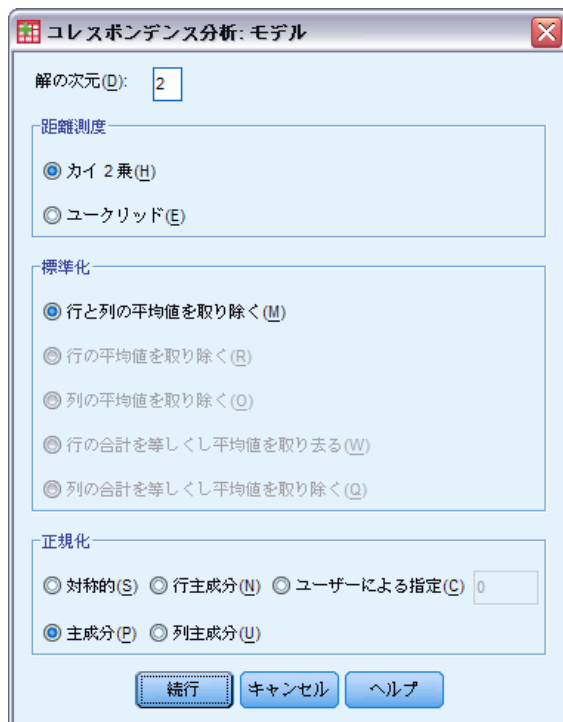 コレスポンデンス分析: モデル
解の次元(D): 2
距離測度
カイ 2 乗(H)
ユークリッド(E)
標準化
行と列の平均値を取り除く(M)
行の平均値を取り除く(R)
列の平均値を取り除く(O)
行の合計を等しくし平均値を取り去る(W)
列の合計を等しくし平均値を取り除く(Q)
正規化
対称的(S) 行主成分(N) ユーザーによる指定(C) 0
主成分(P) 列主成分(U)
続行 キャンセル ヘルプ